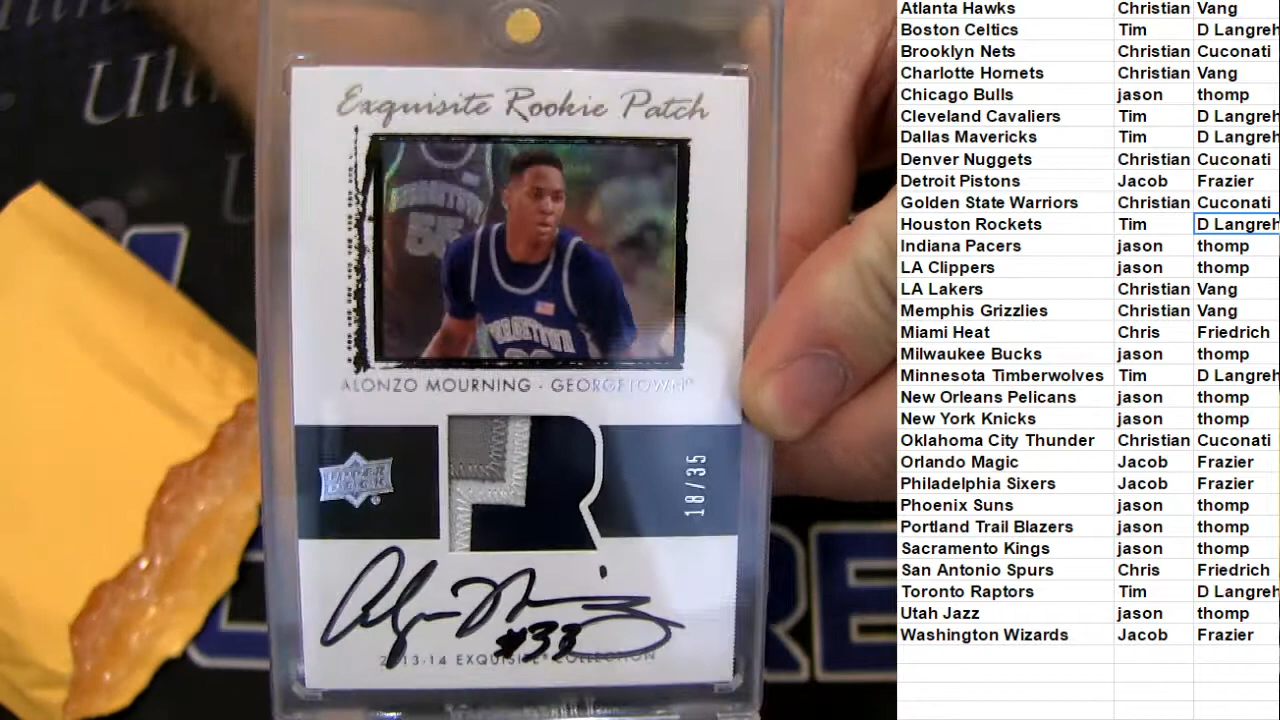 Exquisite Rookie Patch
ALONZO MOURNING - GEORGETOWN
UPPER DECK
18/35
#33
2013-14 EXQUISITE COLLECTION
Atlanta Hawks Christian Vang
Boston Celtics Tim D Langreh
Brooklyn Nets Christian Cuconati
Charlotte Hornets Christian Vang
Chicago Bulls jason thomp
Cleveland Cavaliers Tim D Langreh
Dallas Mavericks Tim D Langreh
Denver Nuggets Christian Cuconati
Detroit Pistons Jacob Frazier
Golden State Warriors Christian Cuconati
Houston Rockets Tim D Langreh
Indiana Pacers jason thomp
LA Clippers jason thomp
LA Lakers Christian Vang
Memphis Grizzlies Christian Vang
Miami Heat Chris Friedrich
Milwaukee Bucks jason thomp
Minnesota Timberwolves Tim D Langreh
New Orleans Pelicans jason thomp
New York Knicks jason thomp
Oklahoma City Thunder Christian Cuconati
Orlando Magic Jacob Frazier
Philadelphia Sixers Jacob Frazier
Phoenix Suns jason thomp
Portland Trail Blazers jason thomp
Sacramento Kings jason thomp
San Antonio Spurs Chris Friedrich
Toronto Raptors Tim D Langreh
Utah Jazz jason thomp
Washington Wizards Jacob Frazier